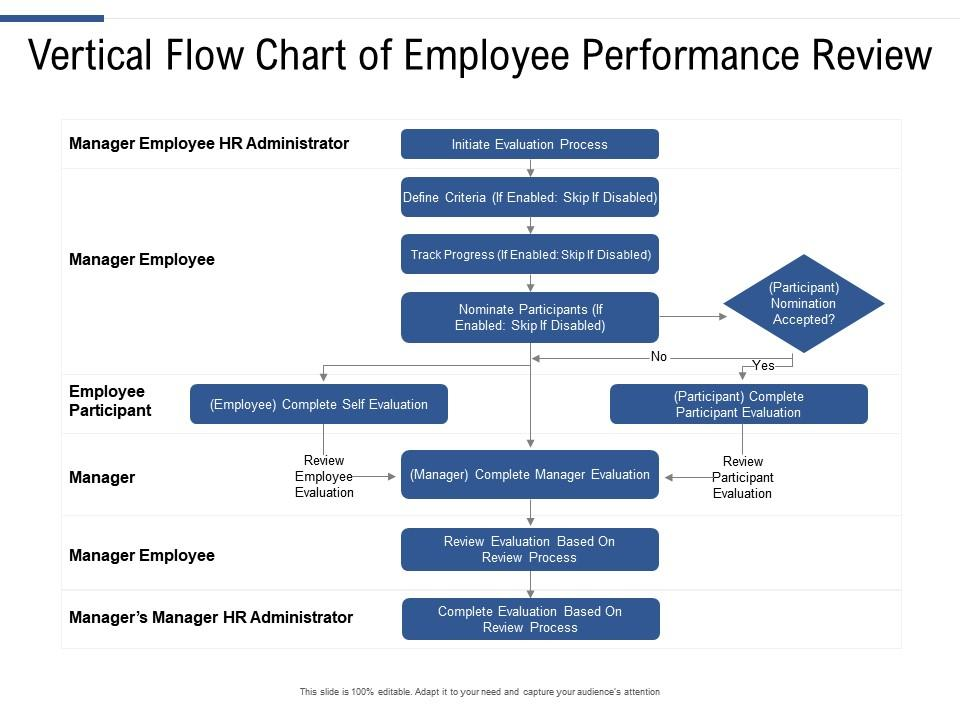 Vertical Flow Chart of Employee Performance Review
Manager Employee HR Administrator
Initiate Evaluation Process
Define Criteria (If Enabled: Skip If Disabled)
Manager Employee
Track Progress (If Enabled: Skip If Disabled)
Nominate Participants (If
Enabled: Skip If Disabled)
(Participant)
Nomination
Accepted?
No
Yes
Employee
Participant
(Employee) Complete Self Evaluation
(Participant) Complete
Participant Evaluation
Manager
Review
Employee
Evaluation
(Manager) Complete Manager Evaluation
Review
Participant
Evaluation
Manager Employee
Review Evaluation Based On
Review Process
Manager’s Manager HR Administrator
Complete Evaluation Based On
Review Process
This slide is 100% editable. Adapt it to your need and capture your audience’s attention